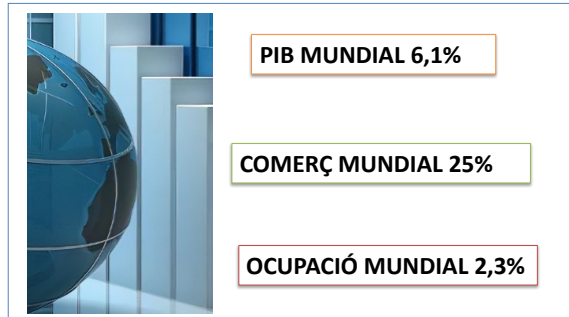 PIB MUNDIAL 6,1%
COMERÇ MUNDIAL 25%
OCUPACIÓ MUNDIAL 2,3%